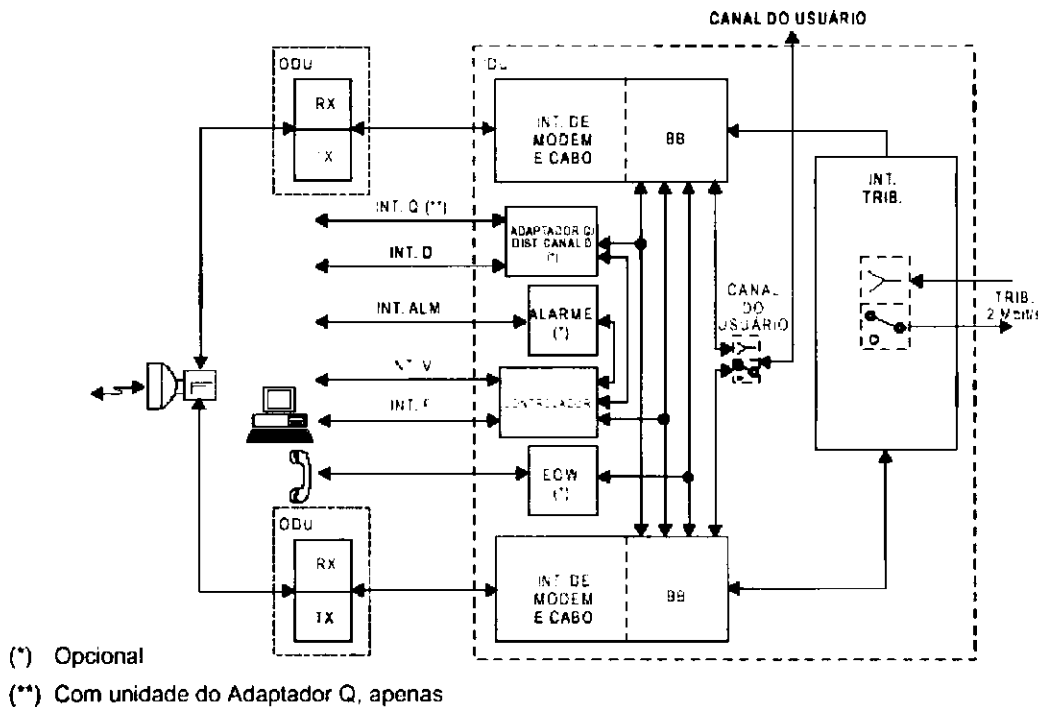 CANAL DO USUÁRIO
ODU
RX
TX
IDU
INT. DE
MODEM
E CABO
BB
INT.
TRIB.
INT. Q (**)
ADAPTADOR Q/
DIST CANAL D
(*)
INT. D
INT. ALM
ALARME
(*)
INT. V
INT. F
CONTROLADOR
EOW
(*)
CANAL
DO
USUÁRIO
TRIB.
2 Mbit/s
ODU
RX
TX
INT. DE
MODEM
E CABO
BB
(*) Opcional
(**) Com unidade do Adaptador Q, apenas